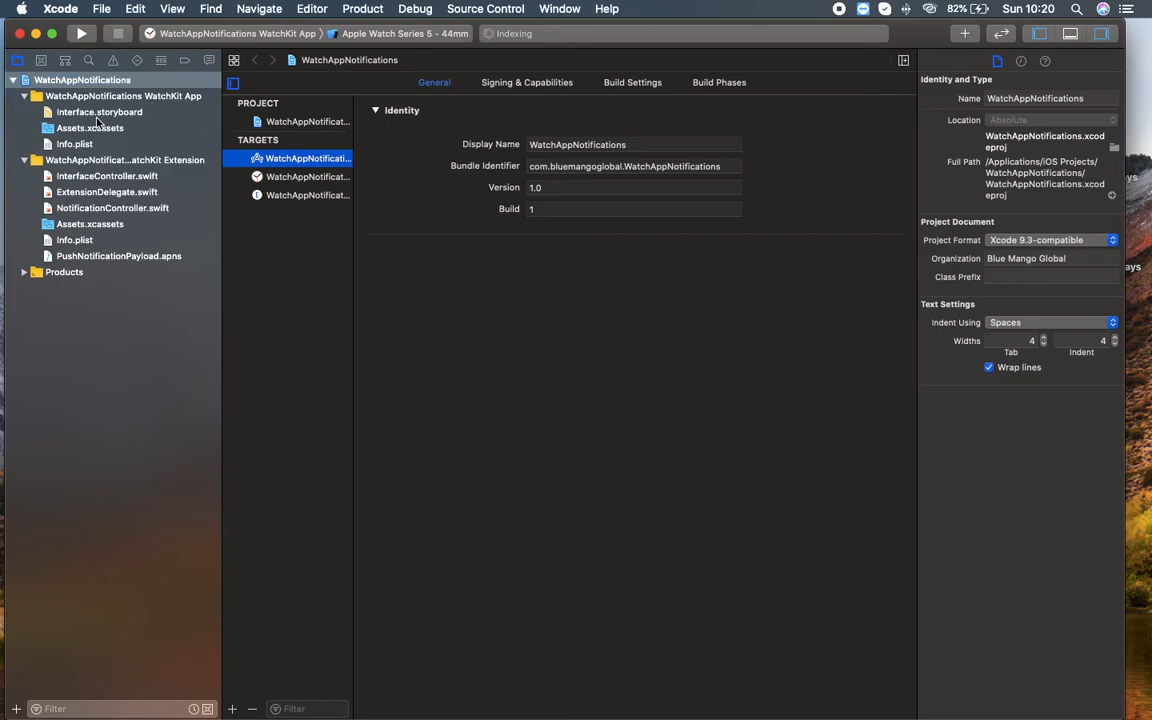 Xcode File Edit View Find Navigate Editor Product Debug Source Control Window Help 82% Sun 10:20
WatchAppNotifications WatchKit App Apple Watch Series 5 - 44mm Indexing
WatchAppNotifications
WatchAppNotifications WatchKit App
Interface.storyboard
Assets.xcassets
Info.plist
WatchAppNotificat...atchKit Extension
InterfaceController.swift
ExtensionDelegate.swift
NotificationController.swift
Assets.xcassets
Info.plist
PushNotificationPayload.apns
Products
Filter
WatchAppNotifications
General Signing & Capabilities Build Settings Build Phases
PROJECT
WatchAppNotificat...
TARGETS
WatchAppNotificati...
WatchAppNotificat...
WatchAppNotificat...
Filter
Identity
Display Name WatchAppNotifications
Bundle Identifier com.bluemangoglobal.WatchAppNotifications
Version 1.0
Build 1
Identity and Type
Name WatchAppNotifications
Location Absolute
WatchAppNotifications.xcod
eproj
Full Path /Applications/iOS Projects/
WatchAppNotifications/
WatchAppNotifications.xcod
eproj
Project Document
Project Format Xcode 9.3-compatible
Organization Blue Mango Global
Class Prefix
Text Settings
Indent Using Spaces
Widths 4 4
Tab Indent
Wrap lines
ys
ays